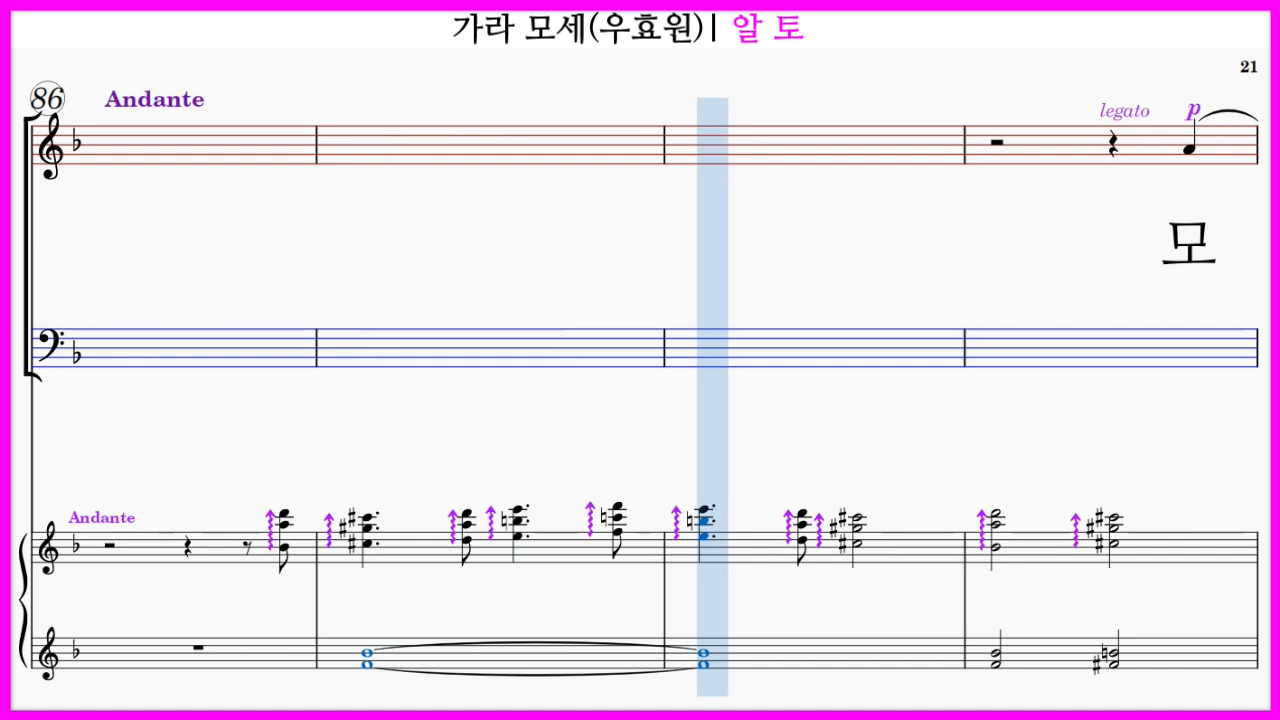 가라 모세(우효원)| 알 토
21
86 Andante
legato p
모
Andante